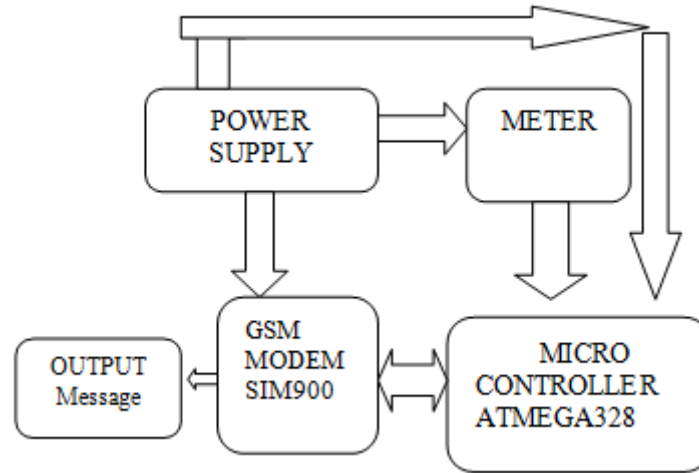 POWER
SUPPLY
METER
GSM
MODEM
SIM900
MICRO
CONTROLLER
ATMEGA328
OUTPUT
Message